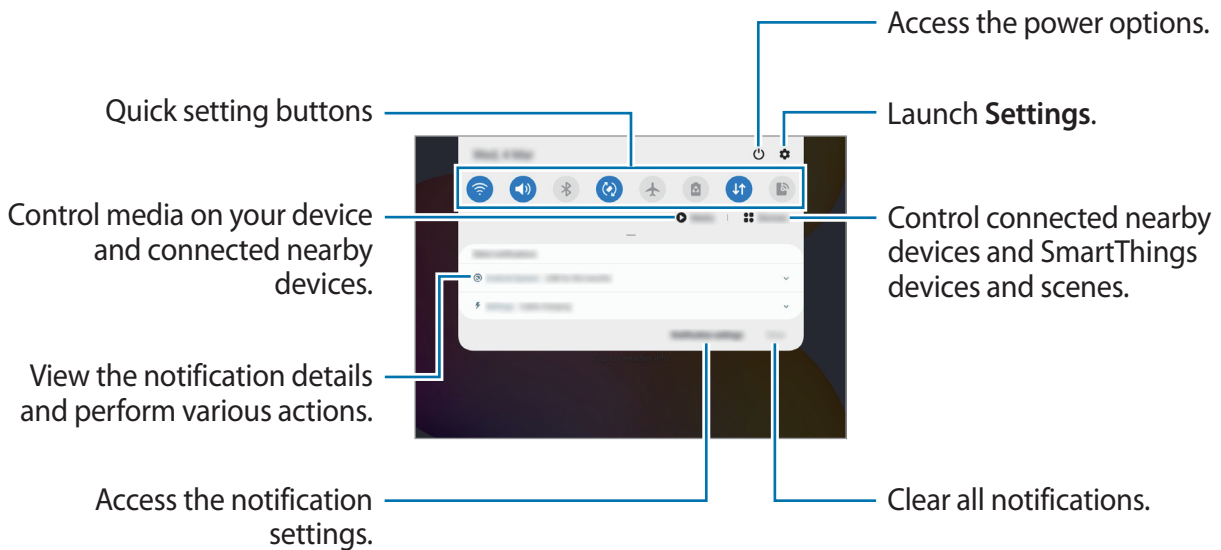 Access the power options.
Quick setting buttons
Launch Settings.
Control media on your device
and connected nearby
devices.
Control connected nearby
devices and SmartThings
devices and scenes.
View the notification details
and perform various actions.
Access the notification
settings.
Clear all notifications.